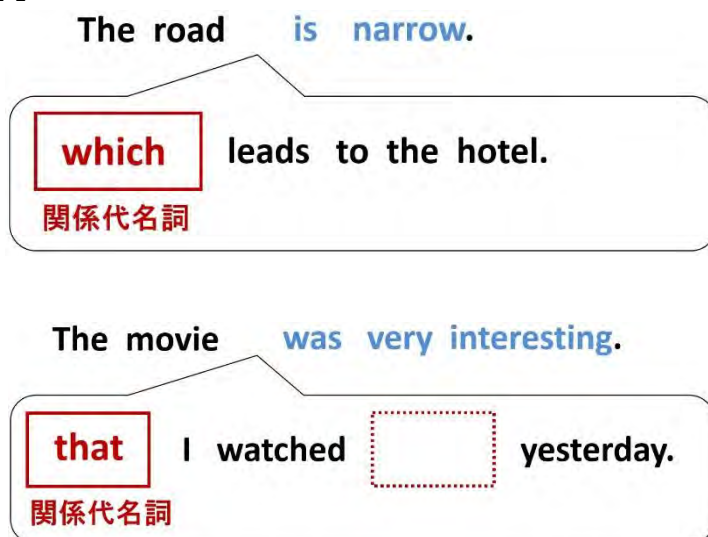 The road is narrow.
which leads to the hotel.
関係代名詞
The movie was very interesting.
that I watched yesterday.
関係代名詞